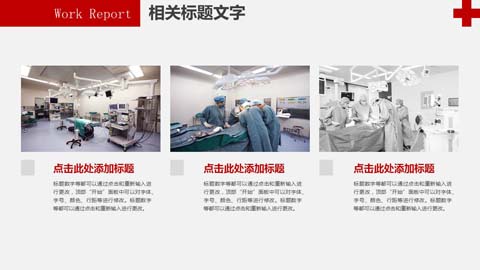 Work Report
相关标题文字
点击此处添加标题
标题数字等都可以通过点击和重新输入进
行更改，顶部“开始”面板中可以对字体、
字号、颜色、行距等进行修改。标题数字
等都可以通过点击和重新输入进行更改。
点击此处添加标题
标题数字等都可以通过点击和重新输入进
行更改，顶部“开始”面板中可以对字体、
字号、颜色、行距等进行修改。标题数字
等都可以通过点击和重新输入进行更改。
点击此处添加标题
标题数字等都可以通过点击和重新输入进
行更改，顶部“开始”面板中可以对字体、
字号、颜色、行距等进行修改。标题数字
等都可以通过点击和重新输入进行更改。